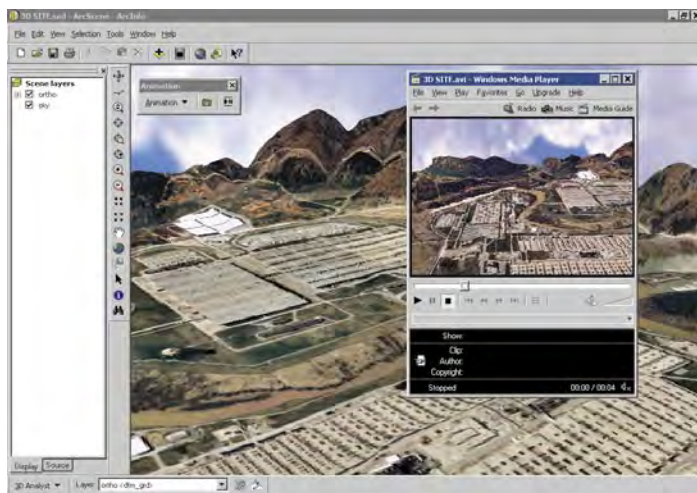 3D SITE.sxd - ArcScene - ArcInfo
File Edit View Selection Tools Window Help
Scene layers
ortho
sky
Animation
Animation
3D SITE.avi - Windows Media Player
File View Play Favorites Go Upgrade Help
Radio Music Media Guide
Show:
Clip:
Author:
Copyright:
Stopped 00:00 / 00:04
Display Source
3D Analyst Layer: ortho <dtm_grd>